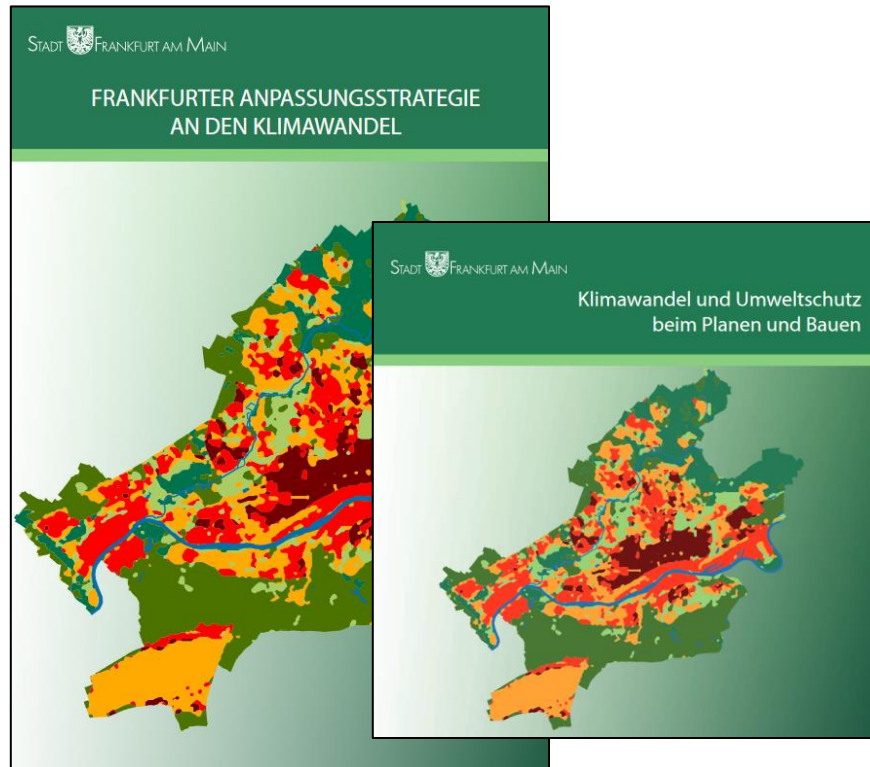 STADT FRANKFURT AM MAIN
FRANKFURTER ANPASSUNGSSTRATEGIE
AN DEN KLIMAWANDEL
STADT FRANKFURT AM MAIN
Klimawandel und Umweltschutz
beim Planen und Bauen